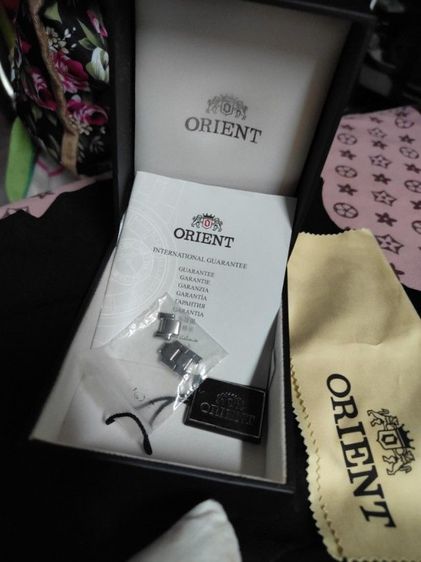 ORIENT
ORIENT
INTERNATIONAL GUARANTEE
GUARANTEE
GARANTIE
GARANZIA
GARANTÍA
ГАРАНТИЯ
GARANTIA
ORIENT
ORIENT